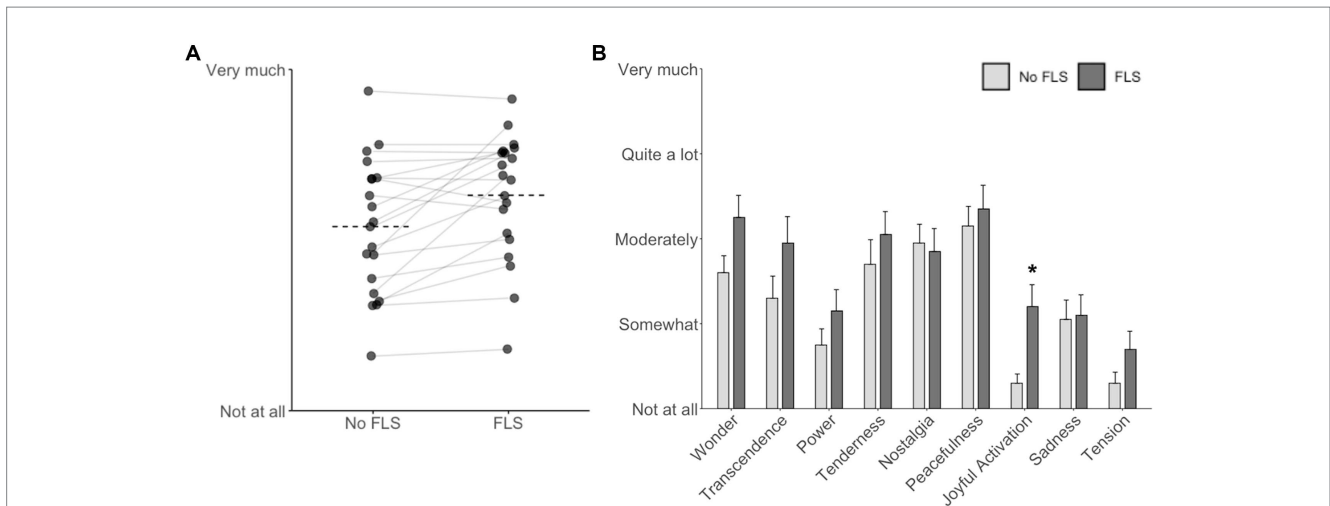 A
Very much
Not at all
No FLS
FLS
B
No FLS
FLS
Very much
Quite a lot
Moderately
Somewhat
Not at all
*
Wonder
Transcendence
Power
Tenderness
Nostalgia
Peacefulness
Joyful Activation
Sadness
Tension